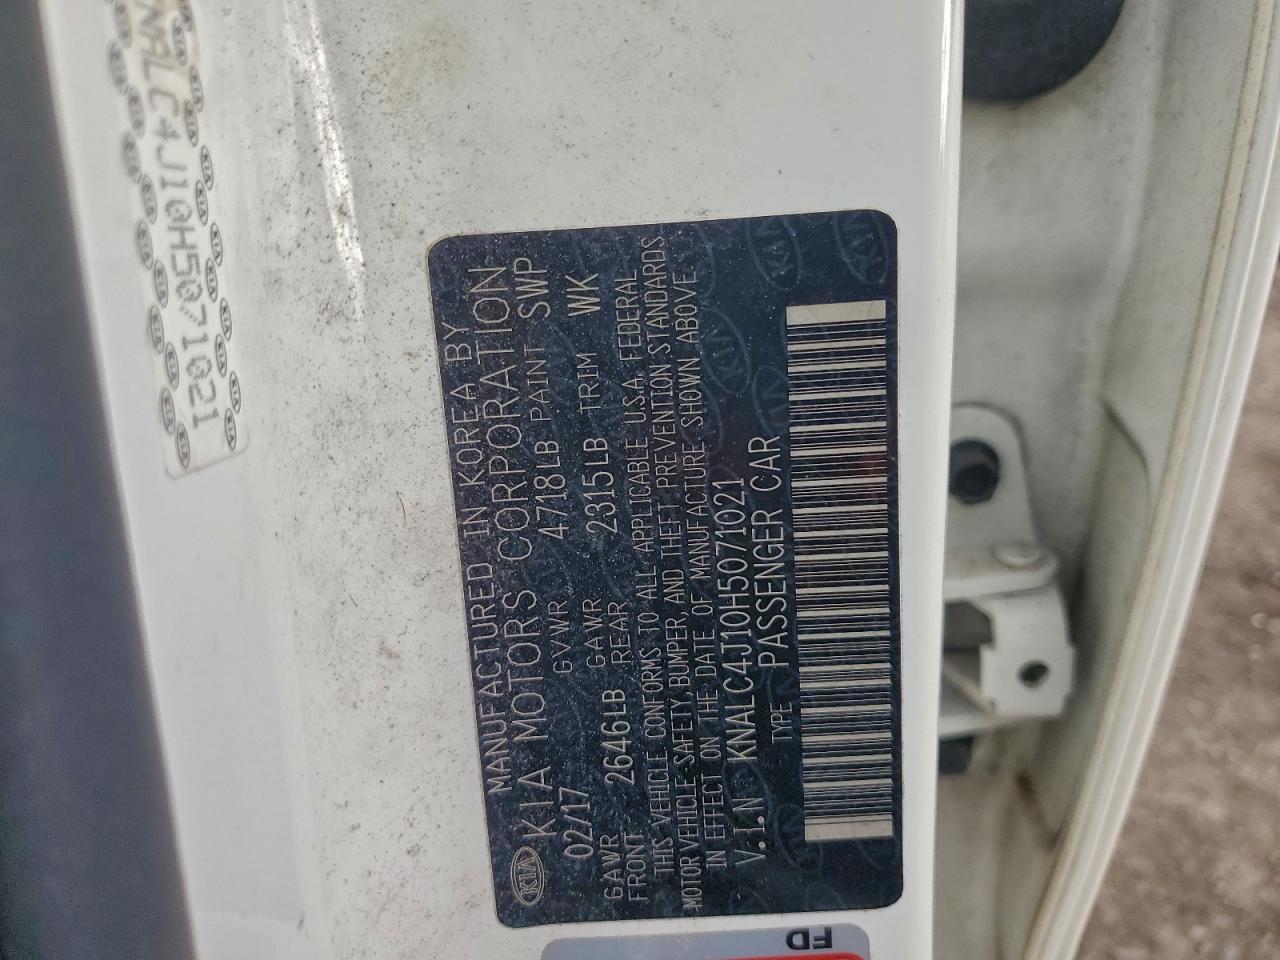 KNALC4J10H5071021
MANUFACTURED IN KOREA BY
KIA KIA MOTORS CORPORATION
02/17 GVWR 4718LB PAINT SWP
GAWR FRONT 2646LB GAWR REAR 2315LB TRIM WK
THIS VEHICLE CONFORMS TO ALL APPLICABLE U.S.A. FEDERAL
MOTOR VEHICLE SAFETY, BUMPER, AND THEFT PREVENTION STANDARDS
IN EFFECT ON THE DATE OF MANUFACTURE SHOWN ABOVE.
V.I.N KNALC4J10H5071021
TYPE PASSENGER CAR
FD